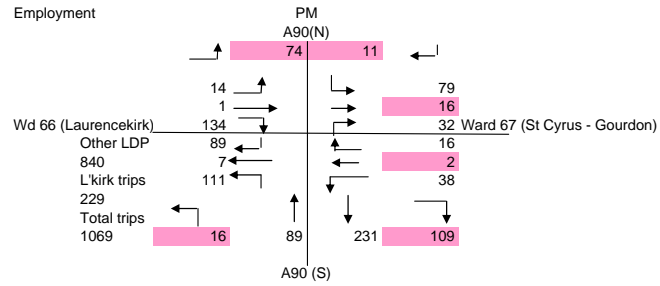 Employment PM
A90(N)
74 11
14 79
1 16
Wd 66 (Laurencekirk) 134 32 Ward 67 (St Cyrus - Gourdon)
Other LDP 89 16
840 7 2
L'kirk trips 111 38
229
Total trips
1069 16 89 231 109
A90 (S)